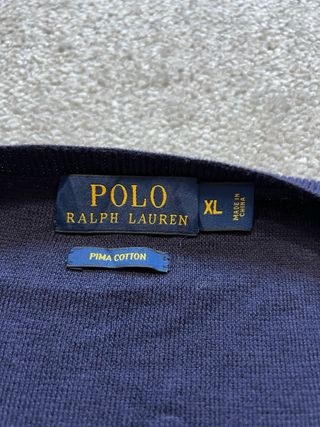 POLO
RALPH LAUREN
XL
MADE IN
CHINA
PIMA COTTON